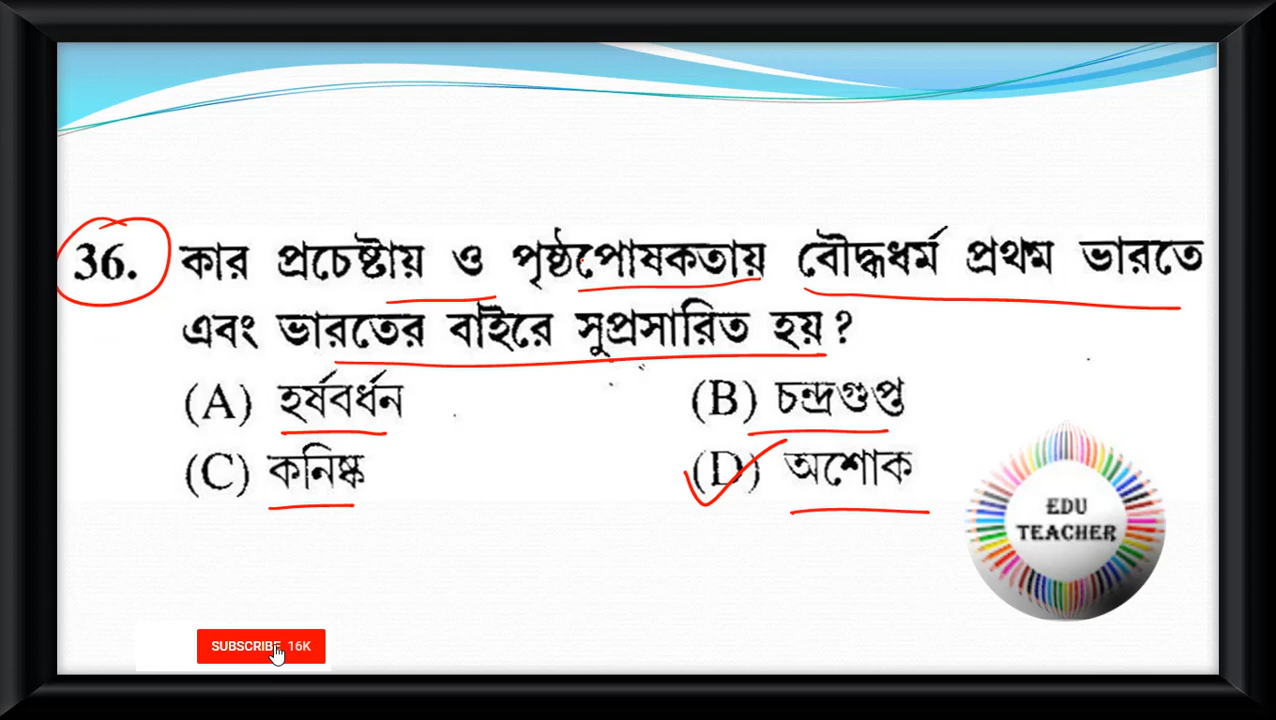 36. কার প্রচেষ্টায় ও পৃষ্ঠপোষকতায় বৌদ্ধধর্ম প্রথম ভারতে
এবং ভারতের বাইরে সুপ্রসারিত হয়?
(A) হর্ষবর্ধন (B) চন্দ্রগুপ্ত
(C) কনিষ্ক (D) অশোক
EDU
TEACHER
SUBSCRIBE 16K